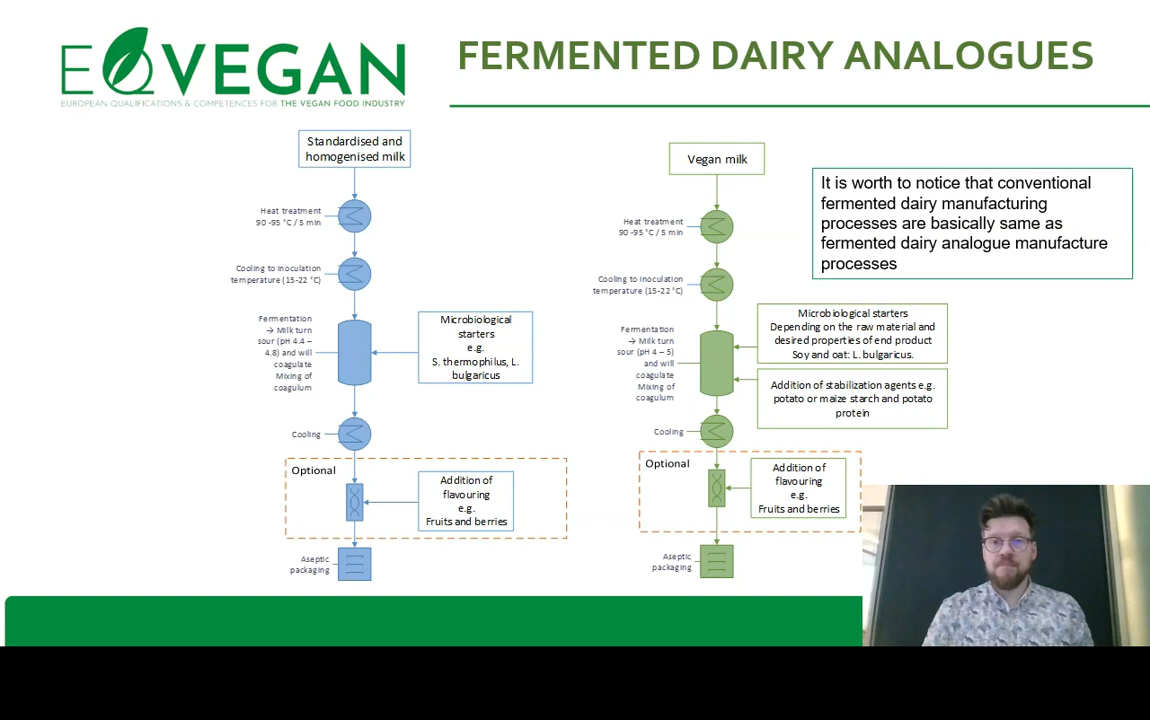 EQVEGAN
EUROPEAN QUALIFICATIONS & COMPETENCES FOR THE VEGAN FOOD INDUSTRY
FERMENTED DAIRY ANALOGUES
Standardised and
homogenised milk
Heat treatment
90 -95 °C / 5 min
Cooling to inoculation
temperature (15-22 °C)
Fermentation
→ Milk turn
sour (pH 4.4 –
4.8) and will
coagulate
Mixing of
coagulum
Microbiological
starters
e.g.
S. thermophilus, L.
bulgaricus
Cooling
Optional
Addition of
flavouring
e.g.
Fruits and berries
Aseptic
packaging
Vegan milk
Heat treatment
90 -95 °C / 5 min
Cooling to inoculation
temperature (15-22 °C)
Fermentation
→ Milk turn
sour (pH 4 – 5)
and will
coagulate
Mixing of
coagulum
Microbiological starters
Depending on the raw material and
desired properties of end product
Soy and oat: L. bulgaricus.
Addition of stabilization agents e.g.
potato or maize starch and potato
protein
Cooling
Optional
Addition of
flavouring
e.g.
Fruits and berries
Aseptic
packaging
It is worth to notice that conventional
fermented dairy manufacturing
processes are basically same as
fermented dairy analogue manufacture
processes